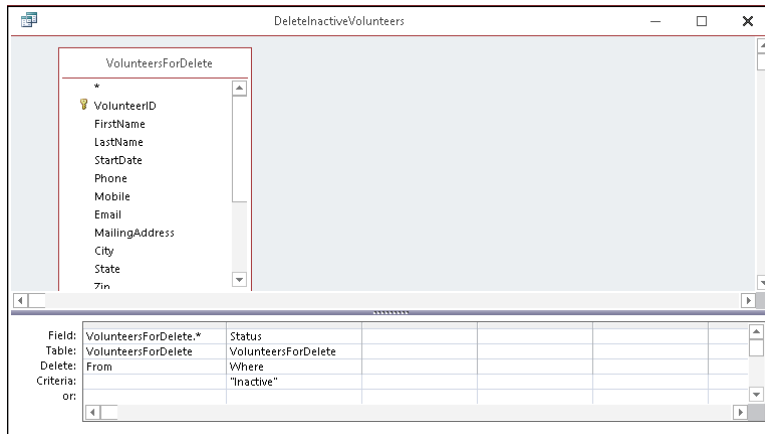 DeleteInactiveVolunteers
VolunteersForDelete
*
VolunteerID
FirstName
LastName
StartDate
Phone
Mobile
Email
MailingAddress
City
State
Zip
Field: VolunteersForDelete.* Status
Table: VolunteersForDelete VolunteersForDelete
Delete: From Where
Criteria: "Inactive"
or: